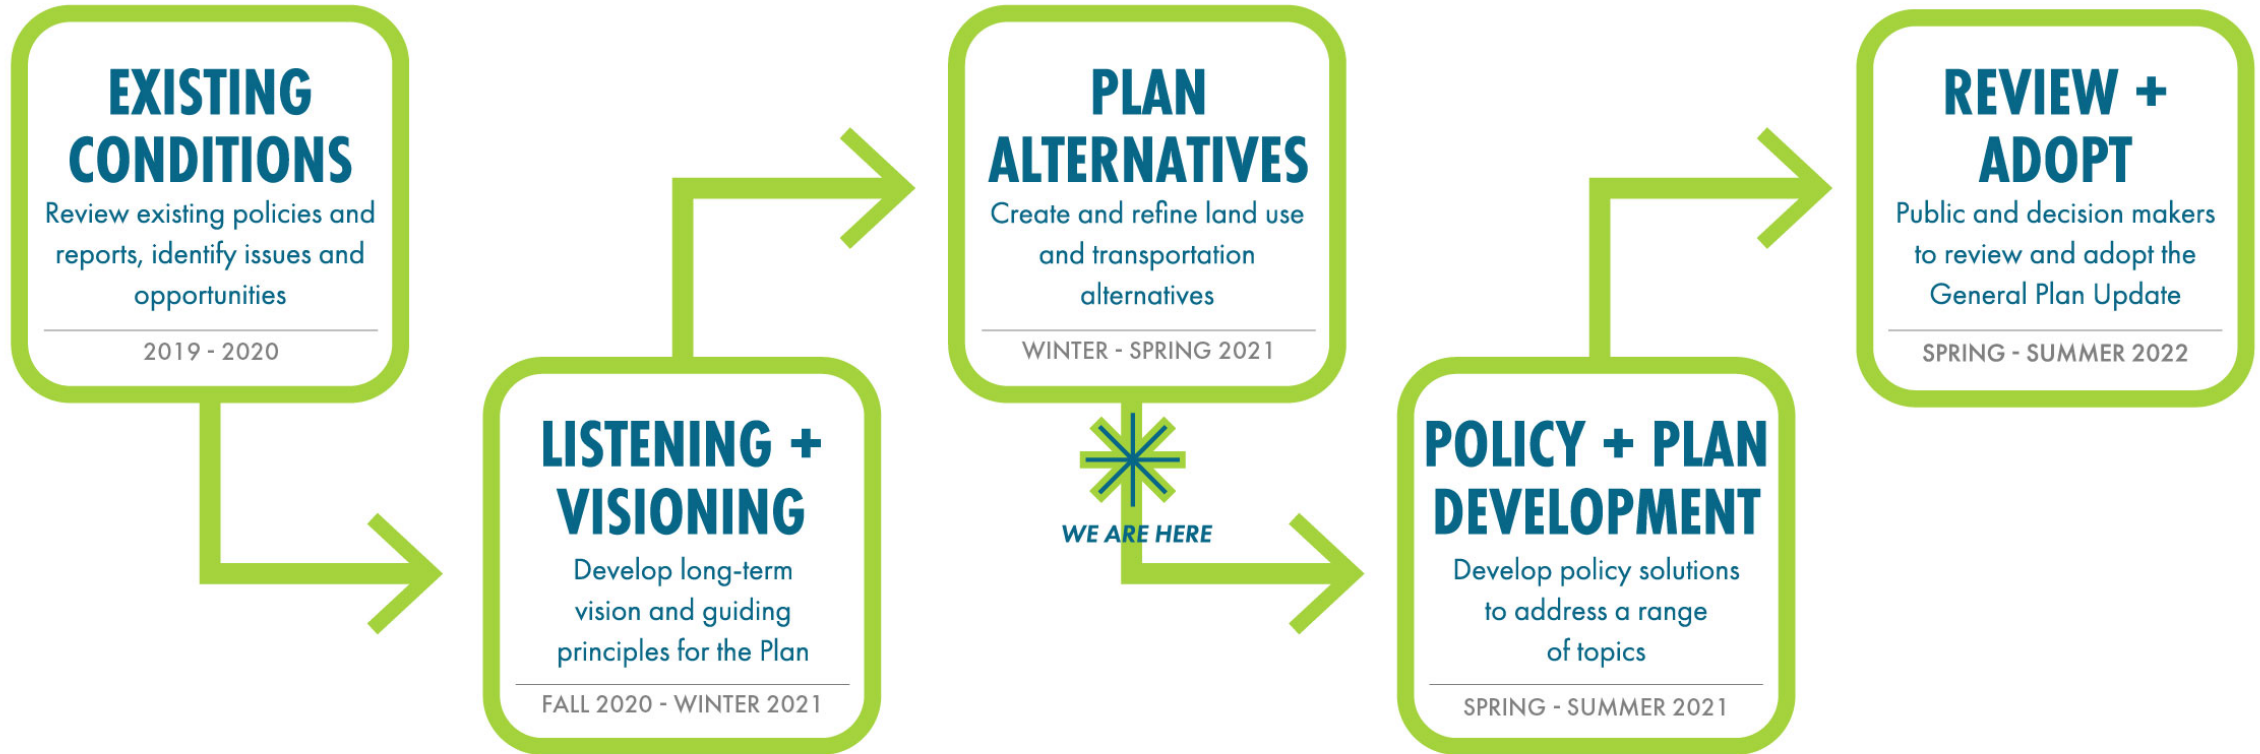 EXISTING
CONDITIONS
Review existing policies and
reports, identify issues and
opportunities
2019 - 2020
LISTENING +
VISIONING
Develop long-term
vision and guiding
principles for the Plan
FALL 2020 - WINTER 2021
PLAN
ALTERNATIVES
Create and refine land use
and transportation
alternatives
WINTER - SPRING 2021
WE ARE HERE
POLICY + PLAN
DEVELOPMENT
Develop policy solutions
to address a range
of topics
SPRING - SUMMER 2021
REVIEW +
ADOPT
Public and decision makers
to review and adopt the
General Plan Update
SPRING - SUMMER 2022